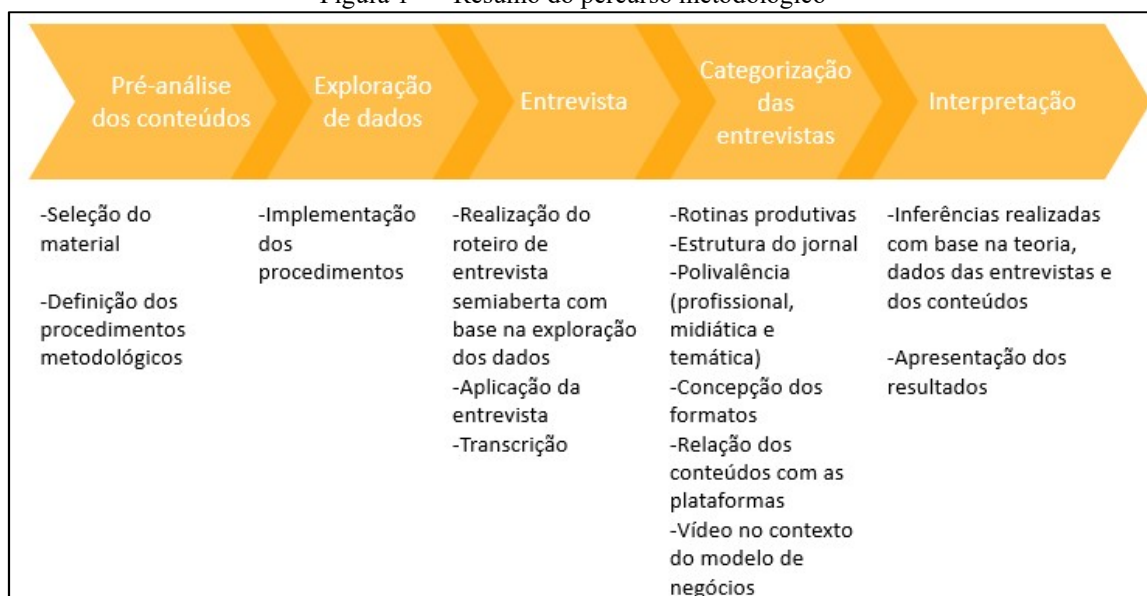 Figura 1 — Resumo do percurso metodológico
Pré-análise
dos conteúdos
Exploração
de dados
Entrevista
Categorização
das
entrevistas
Interpretação
-Seleção do
material
-Definição dos
procedimentos
metodológicos
-Implementação
dos
procedimentos
-Realização do
roteiro de
entrevista
semiaberta com
base na exploração
dos dados
-Aplicação da
entrevista
-Transcrição
-Rotinas produtivas
-Estrutura do jornal
-Polivalência
(profissional,
midiática e
temática)
-Concepção dos
formatos
-Relação dos
conteúdos com as
plataformas
-Vídeo no contexto
do modelo de
negócios
-Inferências realizadas
com base na teoria,
dados das entrevistas e
dos conteúdos
-Apresentação dos
resultados